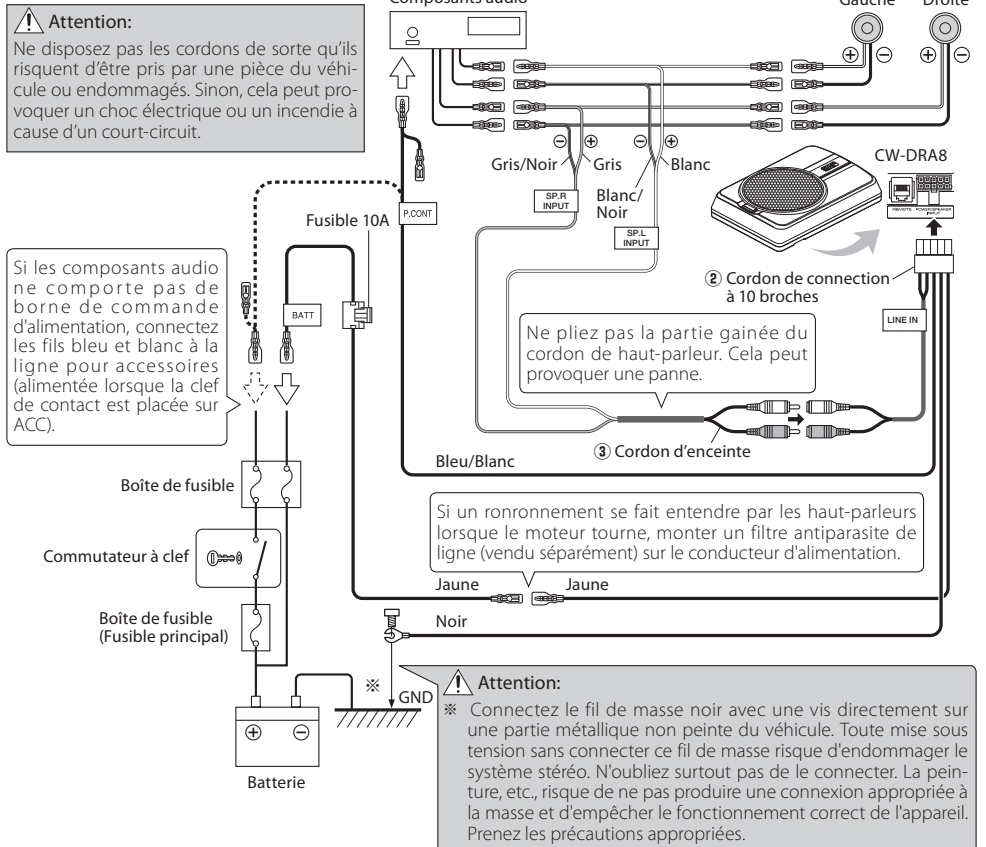 Composants audio
Gauche
Droite
Attention:
Ne disposez pas les cordons de sorte qu'ils
risquent d'être pris par une pièce du véhi-
cule ou endommagés. Sinon, cela peut pro-
voquer un choc électrique ou un incendie à
cause d'un court-circuit.
⊕ ⊖
⊕ ⊖
⊖ ⊕
⊖ ⊕
Gris/Noir
Gris
Blanc/
Noir
Blanc
SP.R
INPUT
SP.L
INPUT
CW-DRA8
REMOTE
POWER/SPEAKER
INPUT
Fusible 10A
P.CONT
BATT
② Cordon de connection
à 10 broches
LINE IN
Si les composants audio
ne comporte pas de
borne de commande
d'alimentation, connectez
les fils bleu et blanc à la
ligne pour accessoires
(alimentée lorsque la clef
de contact est placée sur
ACC).
Ne pliez pas la partie gainée du
cordon de haut-parleur. Cela peut
provoquer une panne.
③ Cordon d'enceinte
Bleu/Blanc
Boîte de fusible
Si un ronronnement se fait entendre par les haut-parleurs
lorsque le moteur tourne, monter un filtre antiparasite de
ligne (vendu séparément) sur le conducteur d'alimentation.
Commutateur à clef
Jaune
Jaune
Boîte de fusible
(Fusible principal)
Noir
※
GND
⊕ ⊖
Batterie
Attention:
※ Connectez le fil de masse noir avec une vis directement sur
une partie métallique non peinte du véhicule. Toute mise sous
tension sans connecter ce fil de masse risque d'endommager le
système stéréo. N'oubliez surtout pas de le connecter. La pein-
ture, etc., risque de ne pas produire une connexion appropriée à
la masse et d'empêcher le fonctionnement correct de l'appareil.
Prenez les précautions appropriées.